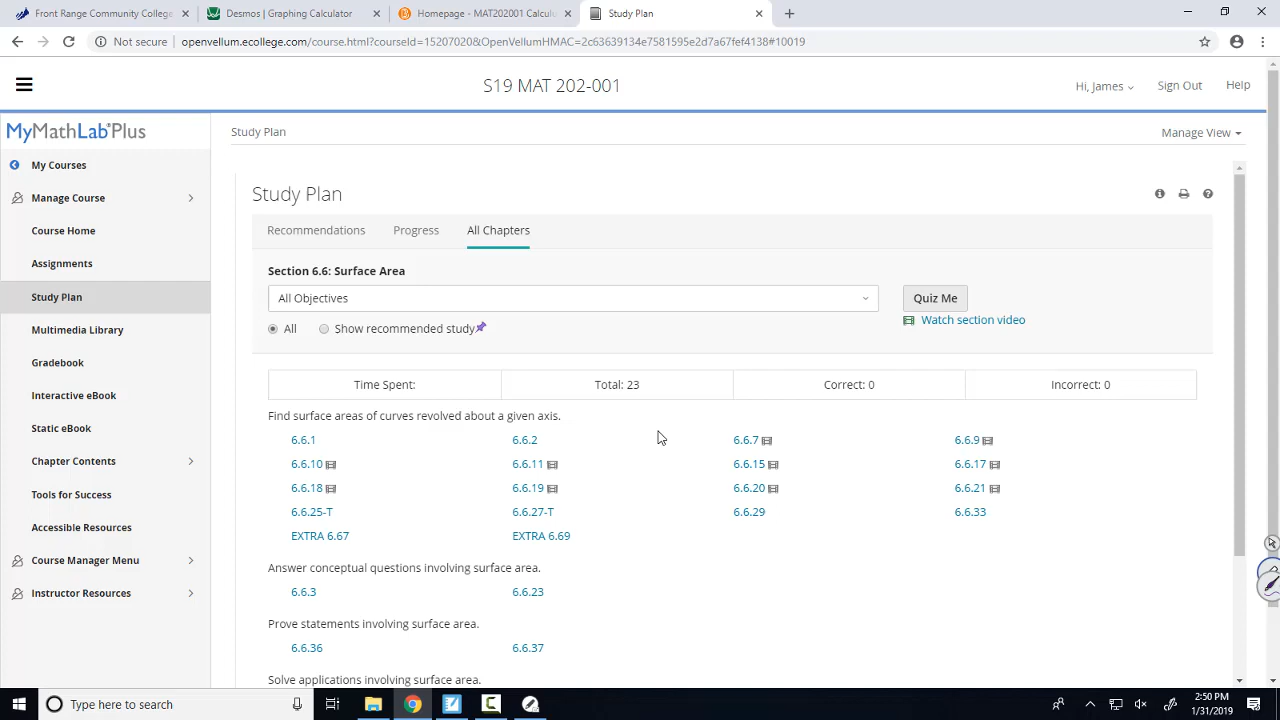 Front Range Community College
Desmos | Graphing Calculator
Homepage - MAT202001 Calcul
Study Plan
Not secure | openvellum.ecollege.com/course.html?courseId=15207020&OpenVellumHMAC=2c63639134e7581595e2d7a67fef4138#10019
S19 MAT 202-001
Hi, James
Sign Out
Help
MyMathLab®Plus
My Courses
Manage Course
Course Home
Assignments
Study Plan
Multimedia Library
Gradebook
Interactive eBook
Static eBook
Chapter Contents
Tools for Success
Accessible Resources
Course Manager Menu
Instructor Resources
Study Plan
Manage View
Study Plan
Recommendations Progress All Chapters
Section 6.6: Surface Area
All Objectives
Quiz Me
All Show recommended study
Watch section video
Time Spent: Total: 23 Correct: 0 Incorrect: 0
Find surface areas of curves revolved about a given axis.
6.6.1 6.6.2 6.6.7 6.6.9
6.6.10 6.6.11 6.6.15 6.6.17
6.6.18 6.6.19 6.6.20 6.6.21
6.6.25-T 6.6.27-T 6.6.29 6.6.33
EXTRA 6.67 EXTRA 6.69
Answer conceptual questions involving surface area.
6.6.3 6.6.23
Prove statements involving surface area.
6.6.36 6.6.37
Solve applications involving surface area.
Type here to search
2:50 PM
1/31/2019